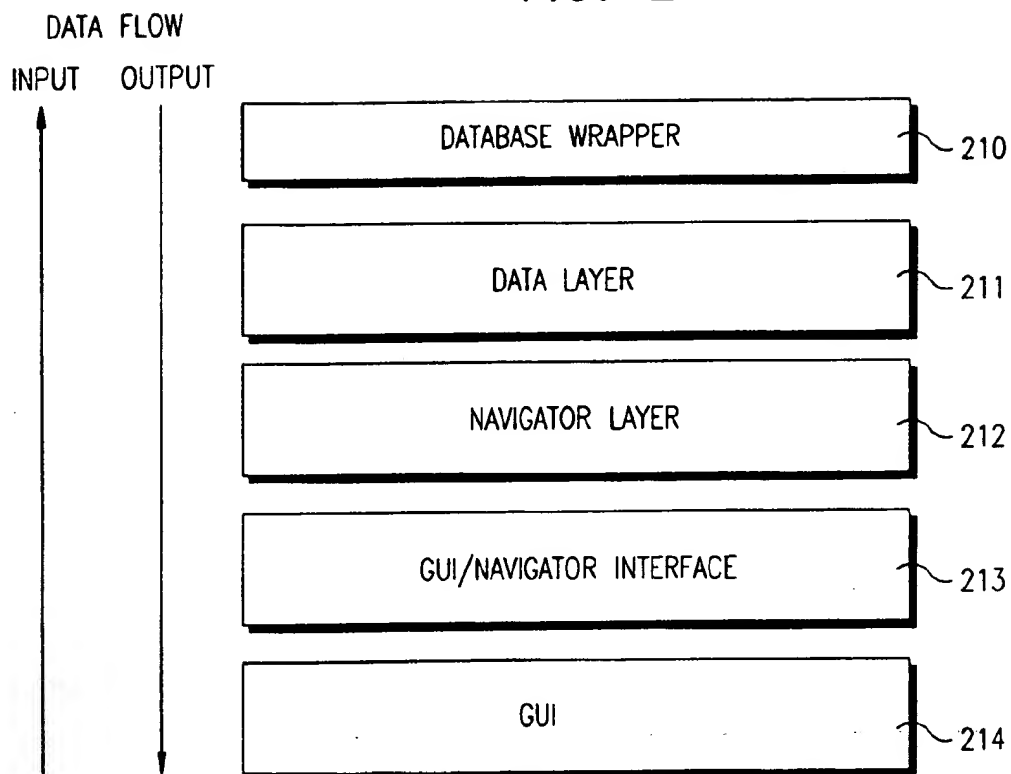 DATA FLOW
INPUT OUTPUT
DATABASE WRAPPER
210
DATA LAYER
211
NAVIGATOR LAYER
212
GUI/NAVIGATOR INTERFACE
213
GUI
214